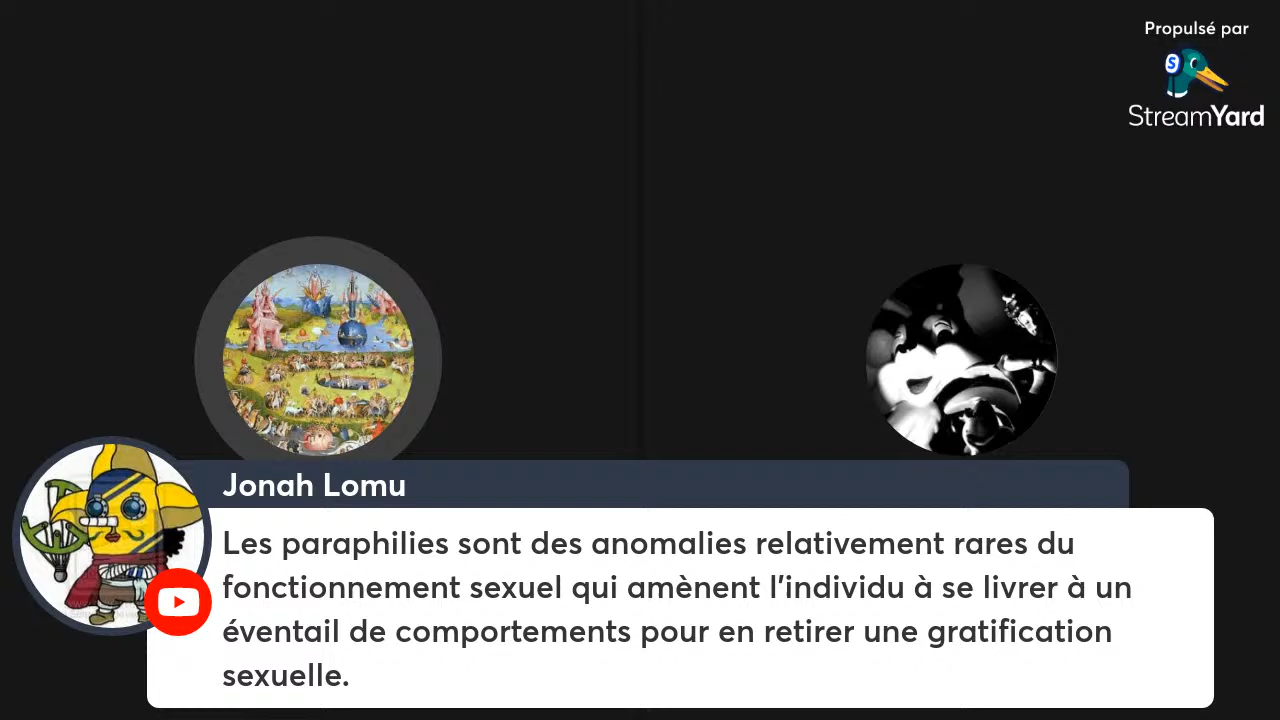 Propulsé par
StreamYard
Jonah Lomu
Les paraphilies sont des anomalies relativement rares du
fonctionnement sexuel qui amènent l'individu à se livrer à un
éventail de comportements pour en retirer une gratification
sexuelle.